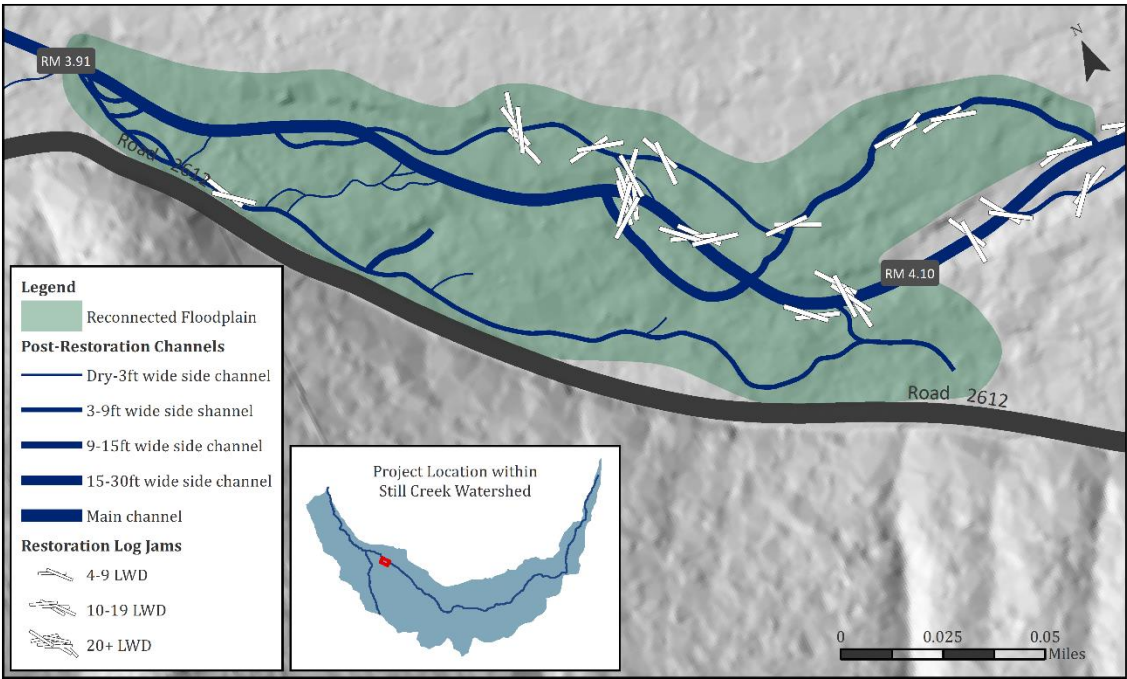 RM 3.91
N
Road 2612
RM 4.10
Road 2612
Legend
Reconnected Floodplain
Post-Restoration Channels
Dry-3ft wide side channel
3-9ft wide side shannel
9-15ft wide side channel
15-30ft wide side channel
Main channel
Restoration Log Jams
4-9 LWD
10-19 LWD
20+ LWD
Project Location within
Still Creek Watershed
0 0.025 0.05
Miles